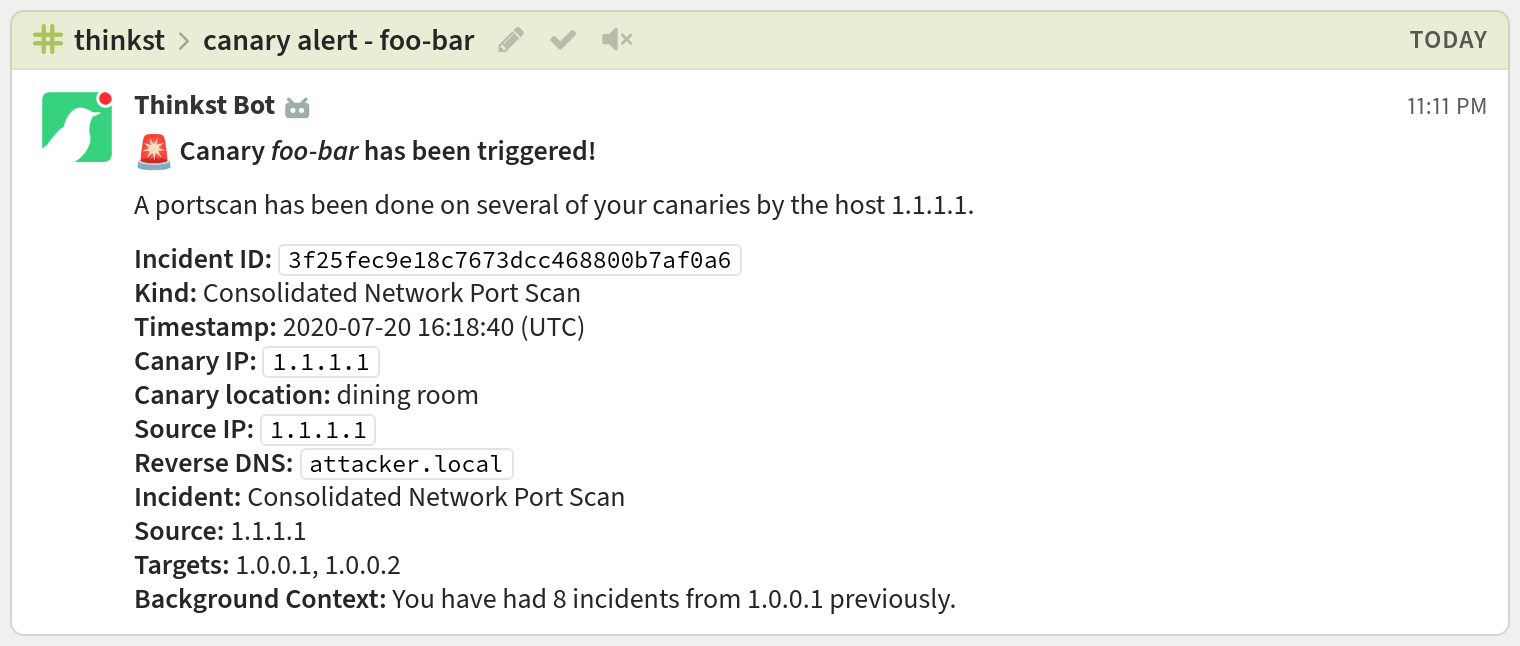 thinkst > canary alert - foo-bar TODAY
Thinkst Bot 11:11 PM
Canary foo-bar has been triggered!
A portscan has been done on several of your canaries by the host 1.1.1.1.
Incident ID: 3f25fec9e18c7673dcc468800b7af0a6
Kind: Consolidated Network Port Scan
Timestamp: 2020-07-20 16:18:40 (UTC)
Canary IP: 1.1.1.1
Canary location: dining room
Source IP: 1.1.1.1
Reverse DNS: attacker.local
Incident: Consolidated Network Port Scan
Source: 1.1.1.1
Targets: 1.0.0.1, 1.0.0.2
Background Context: You have had 8 incidents from 1.0.0.1 previously.